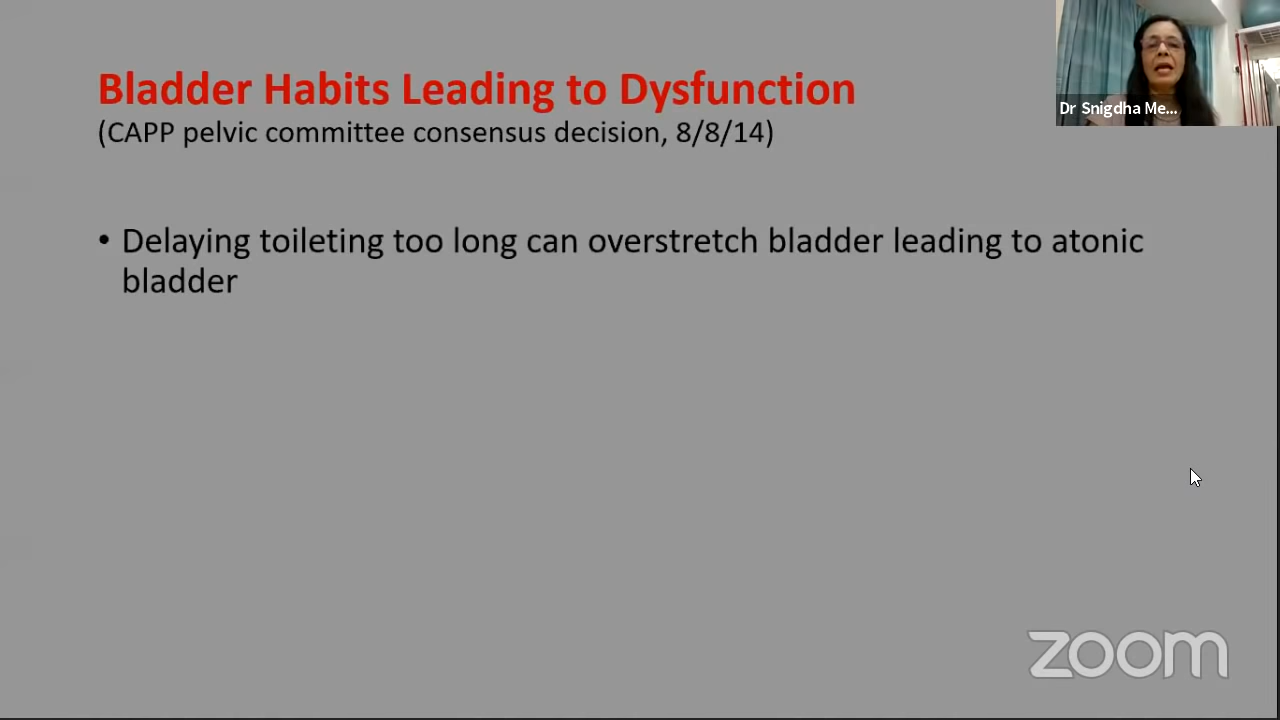 Bladder Habits Leading to Dysfunction
(CAPP pelvic committee consensus decision, 8/8/14)
Dr Snigdha Me...
• Delaying toileting too long can overstretch bladder leading to atonic
bladder
zoom